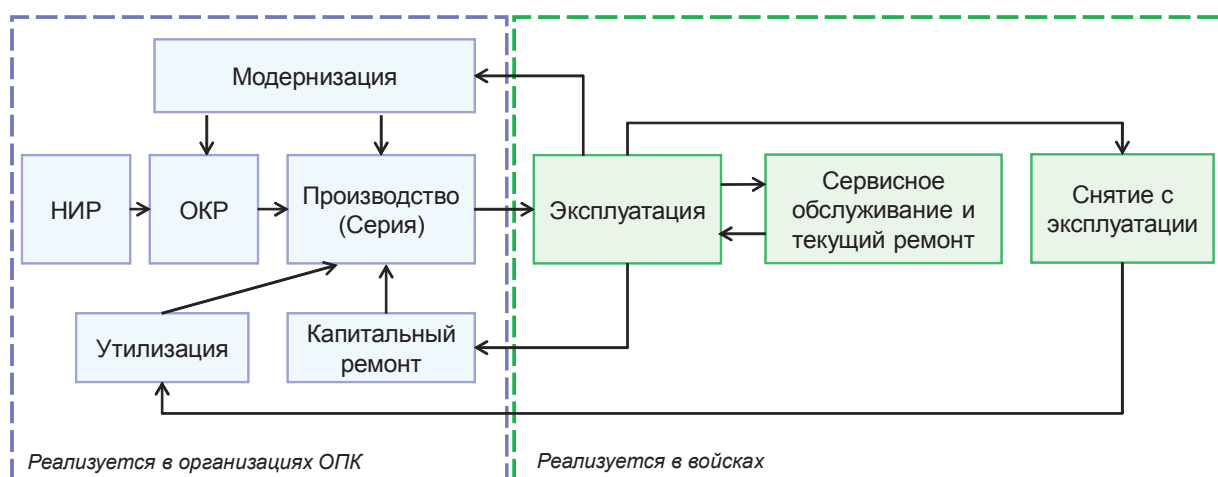 Модернизация
НИР
ОКР
Производство
(Серия)
Эксплуатация
Сервисное
обслуживание и
текущий ремонт
Снятие с
эксплуатации
Утилизация
Капитальный
ремонт
Реализуется в организациях ОПК
Реализуется в войсках